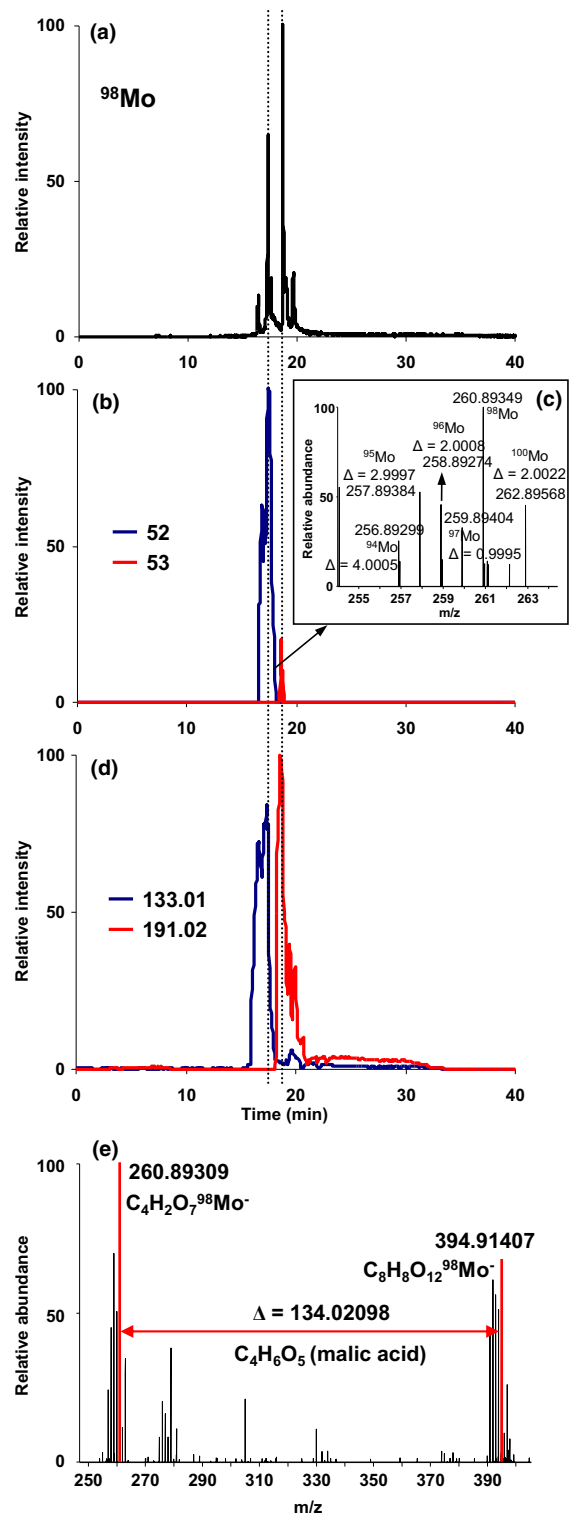 (a)
⁹⁸Mo
100
50
0
Relative intensity
0 10 20 30 40
(b)
100
50
0
Relative intensity
52
53
0 10 20 30 40
(c)
260.89349
⁹⁸Mo
100
50
0
Relative abundance
⁹⁶Mo
Δ = 2.0008
258.89274
⁹⁵Mo
Δ = 2.9997
257.89384
¹⁰⁰Mo
Δ = 2.0022
262.89568
256.89299
⁹⁴Mo
Δ = 4.0005
259.89404
⁹⁷Mo
Δ = 0.9995
255 257 259 261 263
m/z
(d)
100
50
0
Relative intensity
133.01
191.02
0 10 20 30 40
Time (min)
(e)
100
50
0
Relative abundance
260.89309
C₄H₂O₇⁹⁸Mo⁻
394.91407
C₈H₈O₁₂⁹⁸Mo⁻
Δ = 134.02098
C₄H₆O₅ (malic acid)
250 270 290 310 330 350 370 390
m/z